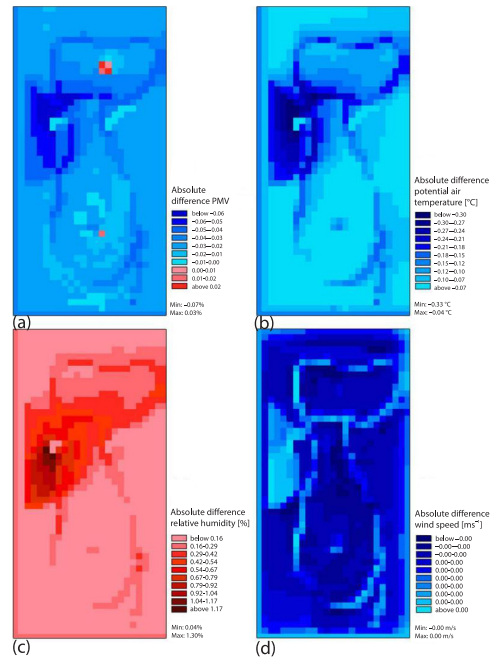 (a)
Absolute
difference PMV
below −0.06
−0.06–0.05
−0.05–0.04
−0.04–0.03
−0.03–0.02
−0.02–0.01
−0.01–0.00
0.00–0.01
0.01–0.02
above 0.02
Min: −0.07%
Max: 0.03%
(b)
Absolute difference
potential air
temperature [°C]
below −0.30
−0.30–0.27
−0.27–0.24
−0.24–0.21
−0.21–0.18
−0.18–0.15
−0.15–0.12
−0.12–0.10
−0.10–0.07
above −0.07
Min: −0.33 °C
Max: −0.04 °C
(c)
Absolute difference
relative humidity [%]
below 0.16
0.16–0.29
0.29–0.42
0.42–0.54
0.54–0.67
0.67–0.79
0.79–0.92
0.92–1.04
1.04–1.17
above 1.17
Min: 0.04%
Max: 1.30%
(d)
Absolute difference
wind speed [ms⁻]
below −0.00
−0.00–0.00
−0.00–0.00
0.00–0.00
0.00–0.00
0.00–0.00
0.00–0.00
0.00–0.00
0.00–0.00
above 0.00
Min: −0.00 m/s
Max: 0.00 m/s